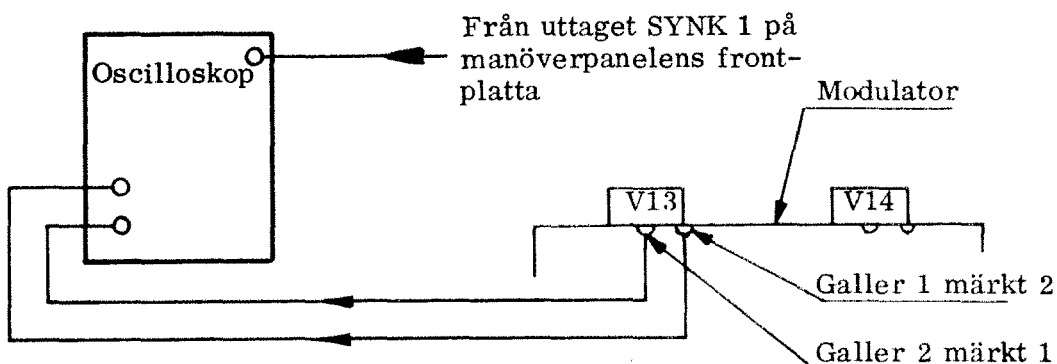 Från uttaget SYNK 1 på
manöverpanelens front-
platta
Oscilloskop
Modulator
V13
V14
Galler 1 märkt 2
Galler 2 märkt 1